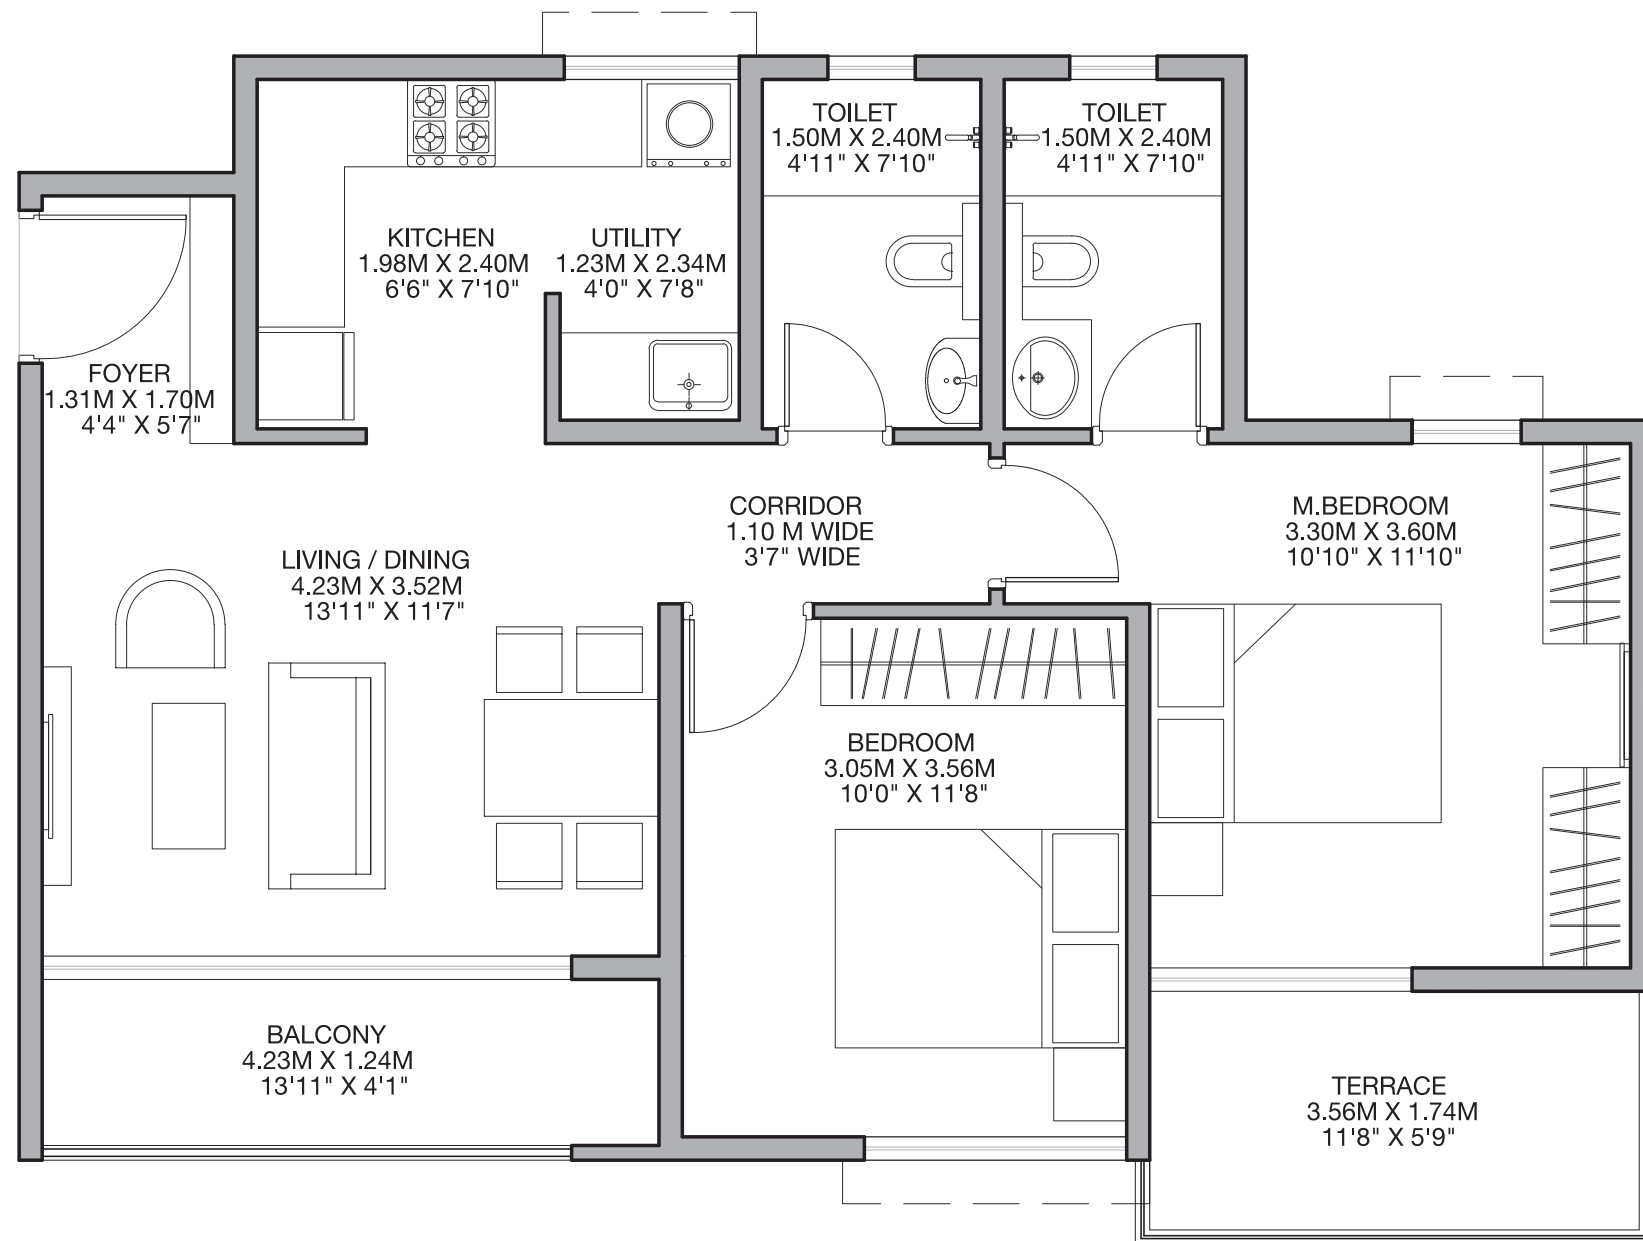 TOILET
1.50M X 2.40M
4'11" X 7'10"
TOILET
1.50M X 2.40M
4'11" X 7'10"
KITCHEN
1.98M X 2.40M
6'6" X 7'10"
UTILITY
1.23M X 2.34M
4'0" X 7'8"
FOYER
1.31M X 1.70M
4'4" X 5'7"
CORRIDOR
1.10 M WIDE
3'7" WIDE
M.BEDROOM
3.30M X 3.60M
10'10" X 11'10"
LIVING / DINING
4.23M X 3.52M
13'11" X 11'7"
BEDROOM
3.05M X 3.56M
10'0" X 11'8"
BALCONY
4.23M X 1.24M
13'11" X 4'1"
TERRACE
3.56M X 1.74M
11'8" X 5'9"